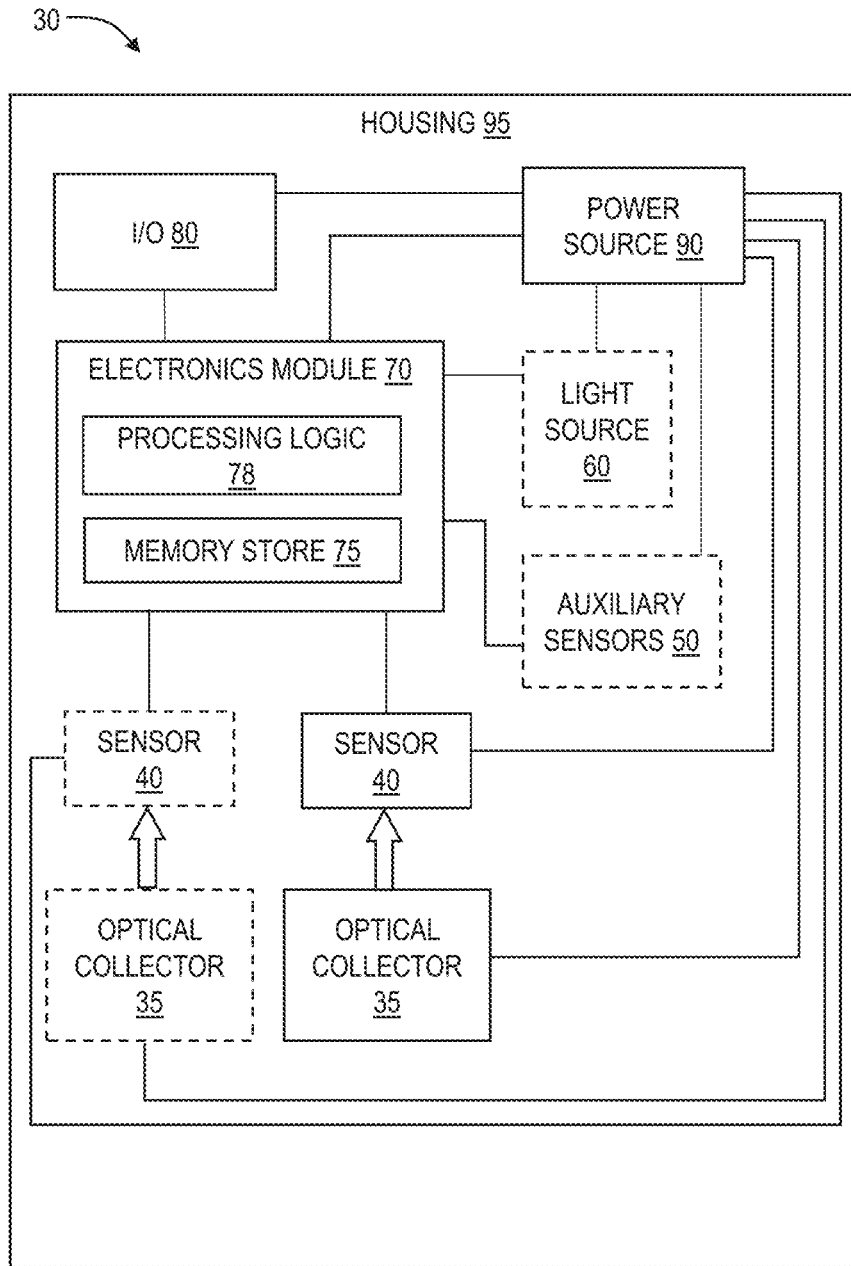 30
HOUSING 95
I/O 80
POWER
SOURCE 90
ELECTRONICS MODULE 70
PROCESSING LOGIC
78
MEMORY STORE 75
LIGHT
SOURCE
60
AUXILIARY
SENSORS 50
SENSOR
40
SENSOR
40
OPTICAL
COLLECTOR
35
OPTICAL
COLLECTOR
35